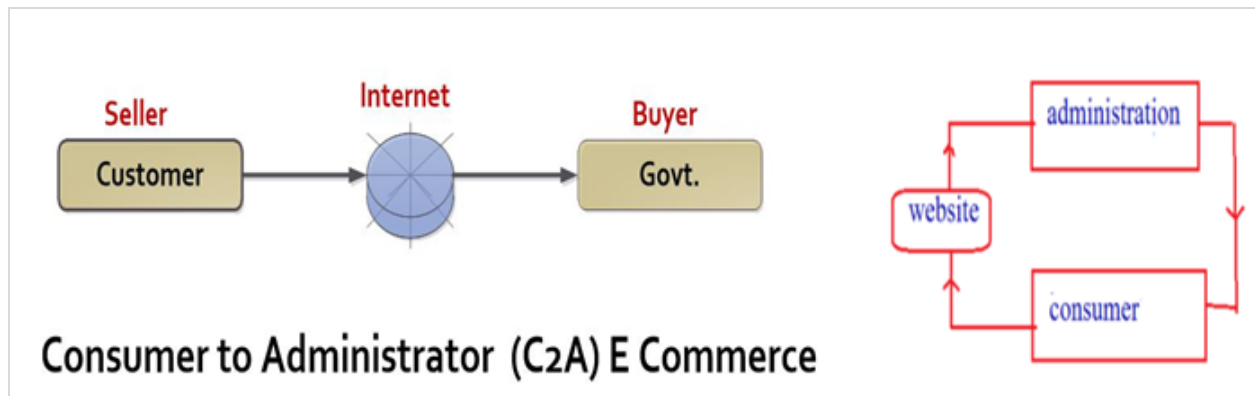 Seller
Internet
Buyer
Customer
Govt.
Consumer to Administrator (C2A) E Commerce
administration
website
consumer